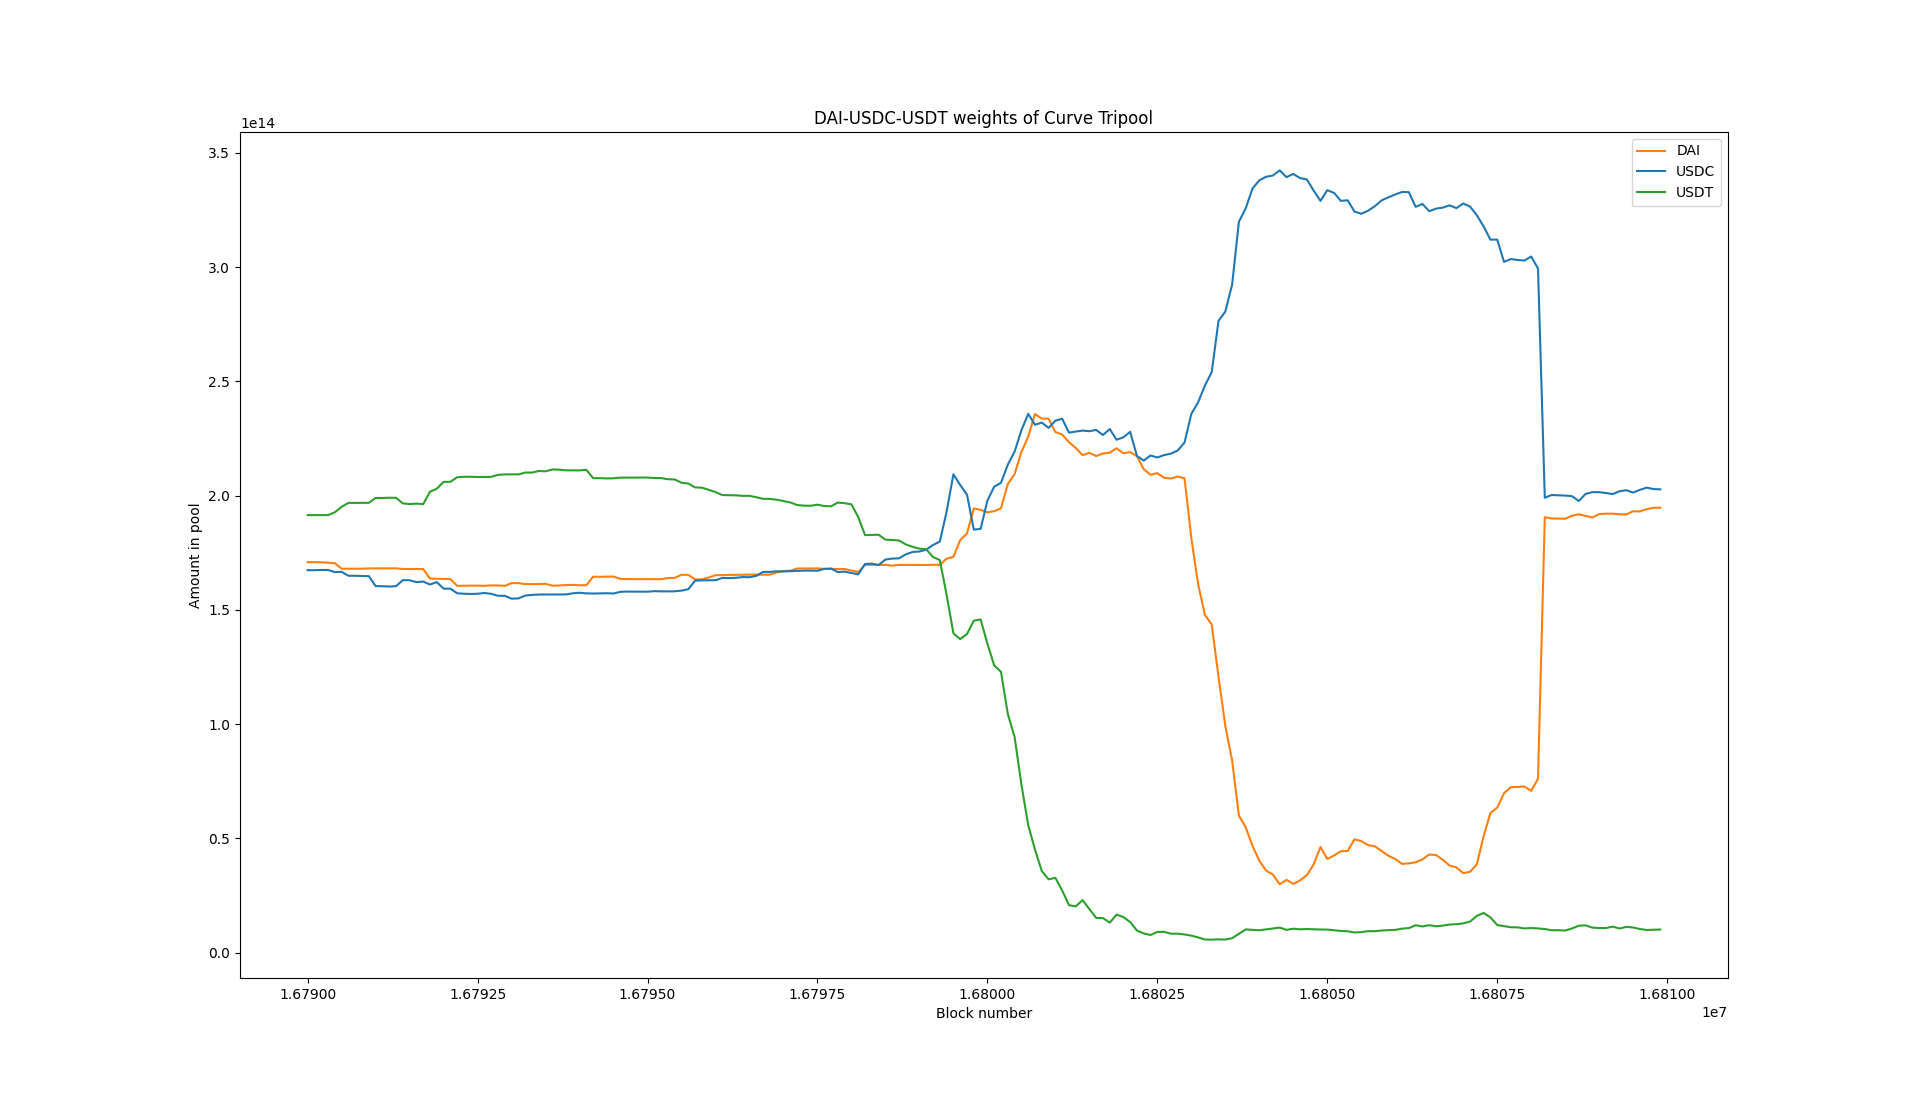 DAI-USDC-USDT weights of Curve Tripool
1e14
3.5
3.0
2.5
2.0
1.5
1.0
0.5
0.0
Amount in pool
DAI
USDC
USDT
1.67900
1.67925
1.67950
1.67975
1.68000
1.68025
1.68050
1.68075
1.68100
Block number
1e7